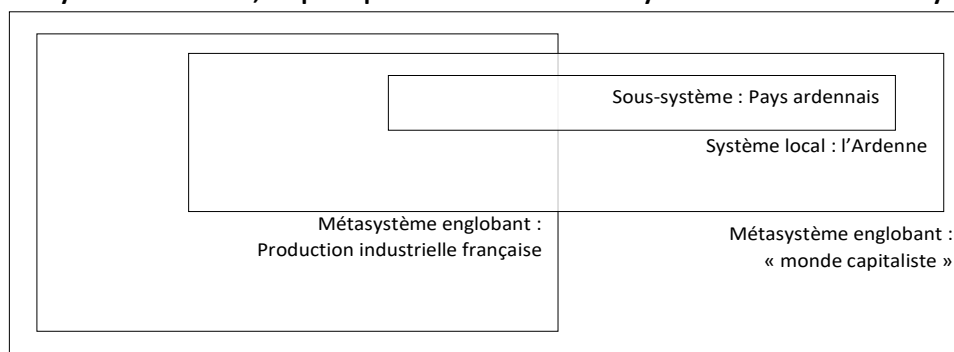 Sous-système : Pays ardennais
Système local : l’Ardenne
Métasystème englobant :
Production industrielle française
Métasystème englobant :
« monde capitaliste »